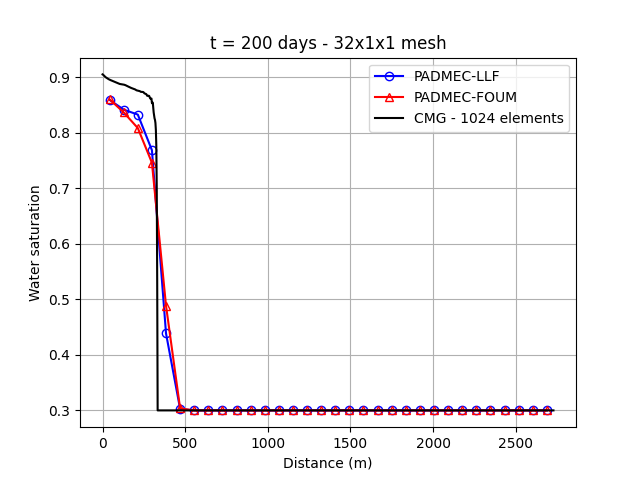 t = 200 days - 32x1x1 mesh
PADMEC-LLF
PADMEC-FOUM
CMG - 1024 elements
Water saturation
0.9
0.8
0.7
0.6
0.5
0.4
0.3
0 500 1000 1500 2000 2500
Distance (m)